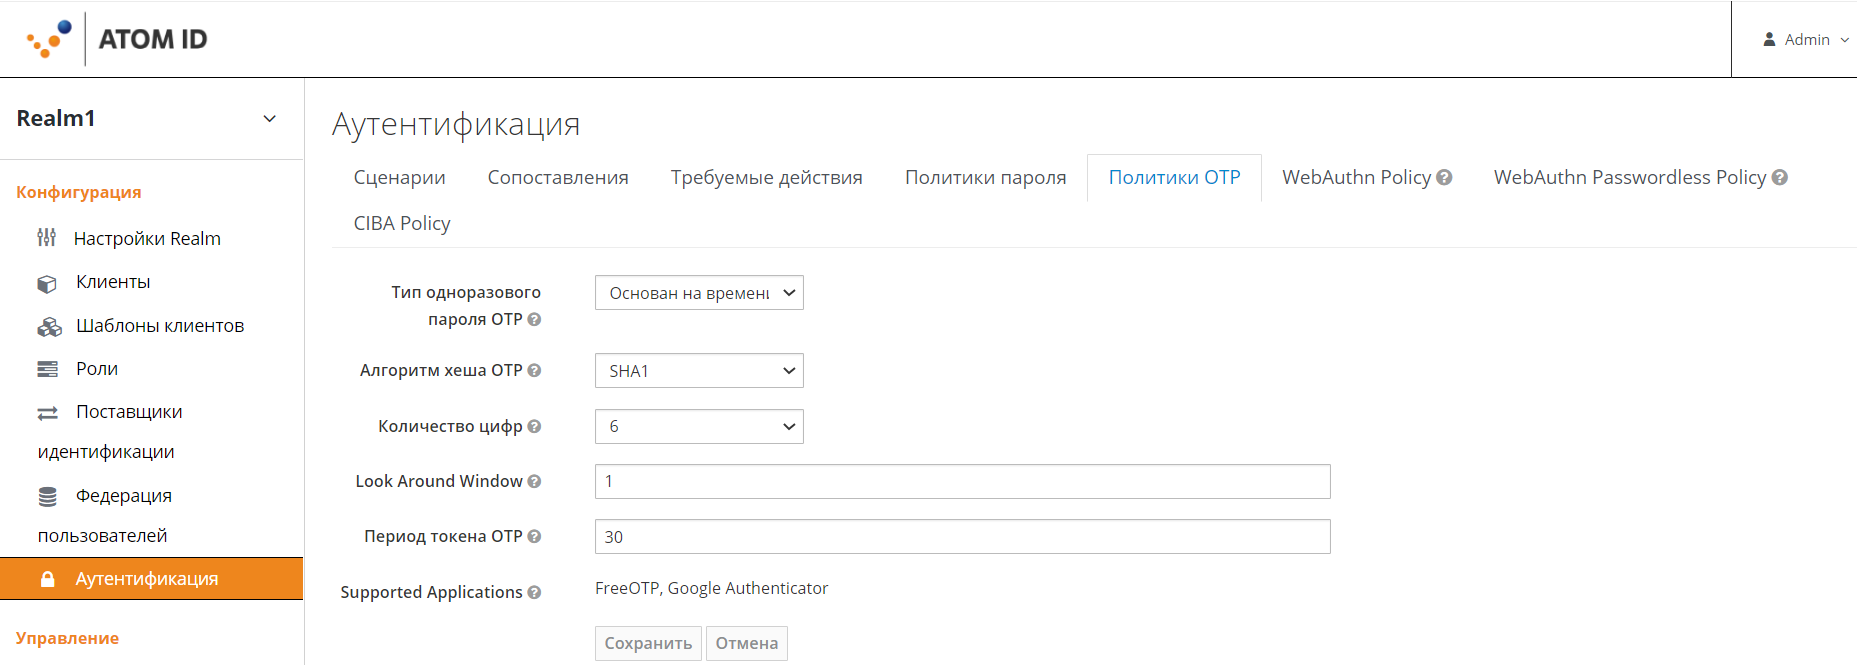 ATOM ID
Admin
Realm1
Конфигурация
Настройки Realm
Клиенты
Шаблоны клиентов
Роли
Поставщики
идентификации
Федерация
пользователей
Аутентификация
Управление
Аутентификация
Сценарии Сопоставления Требуемые действия Политики пароля Политики OTP WebAuthn Policy WebAuthn Passwordless Policy
CIBA Policy
Тип одноразового
пароля OTP
Основан на времени
Алгоритм хеша OTP SHA1
Количество цифр 6
Look Around Window 1
Период токена OTP 30
Supported Applications FreeOTP, Google Authenticator
Сохранить Отмена